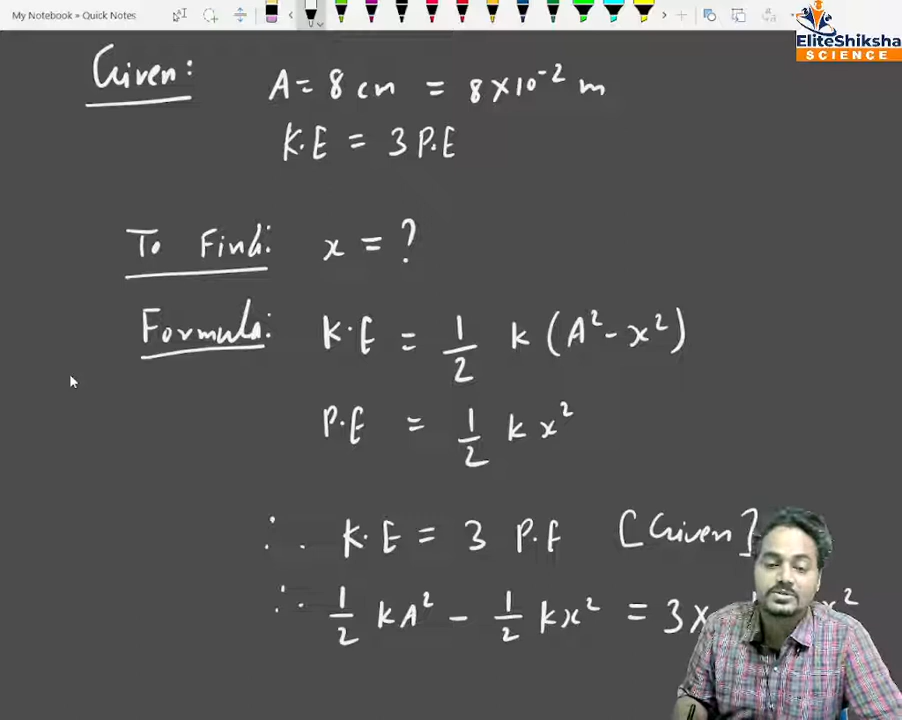 My Notebook » Quick Notes
EliteShiksha
SCIENCE
Given: A = 8 cm = 8×10⁻² m
K.E = 3 P.E
To Find: x = ?
Formula: K.E = 1/2 k (A² - x²)
P.E = 1/2 k x²
∴ K.E = 3 P.E [Given]
∴ 1/2 kA² - 1/2 kx² = 3× x²